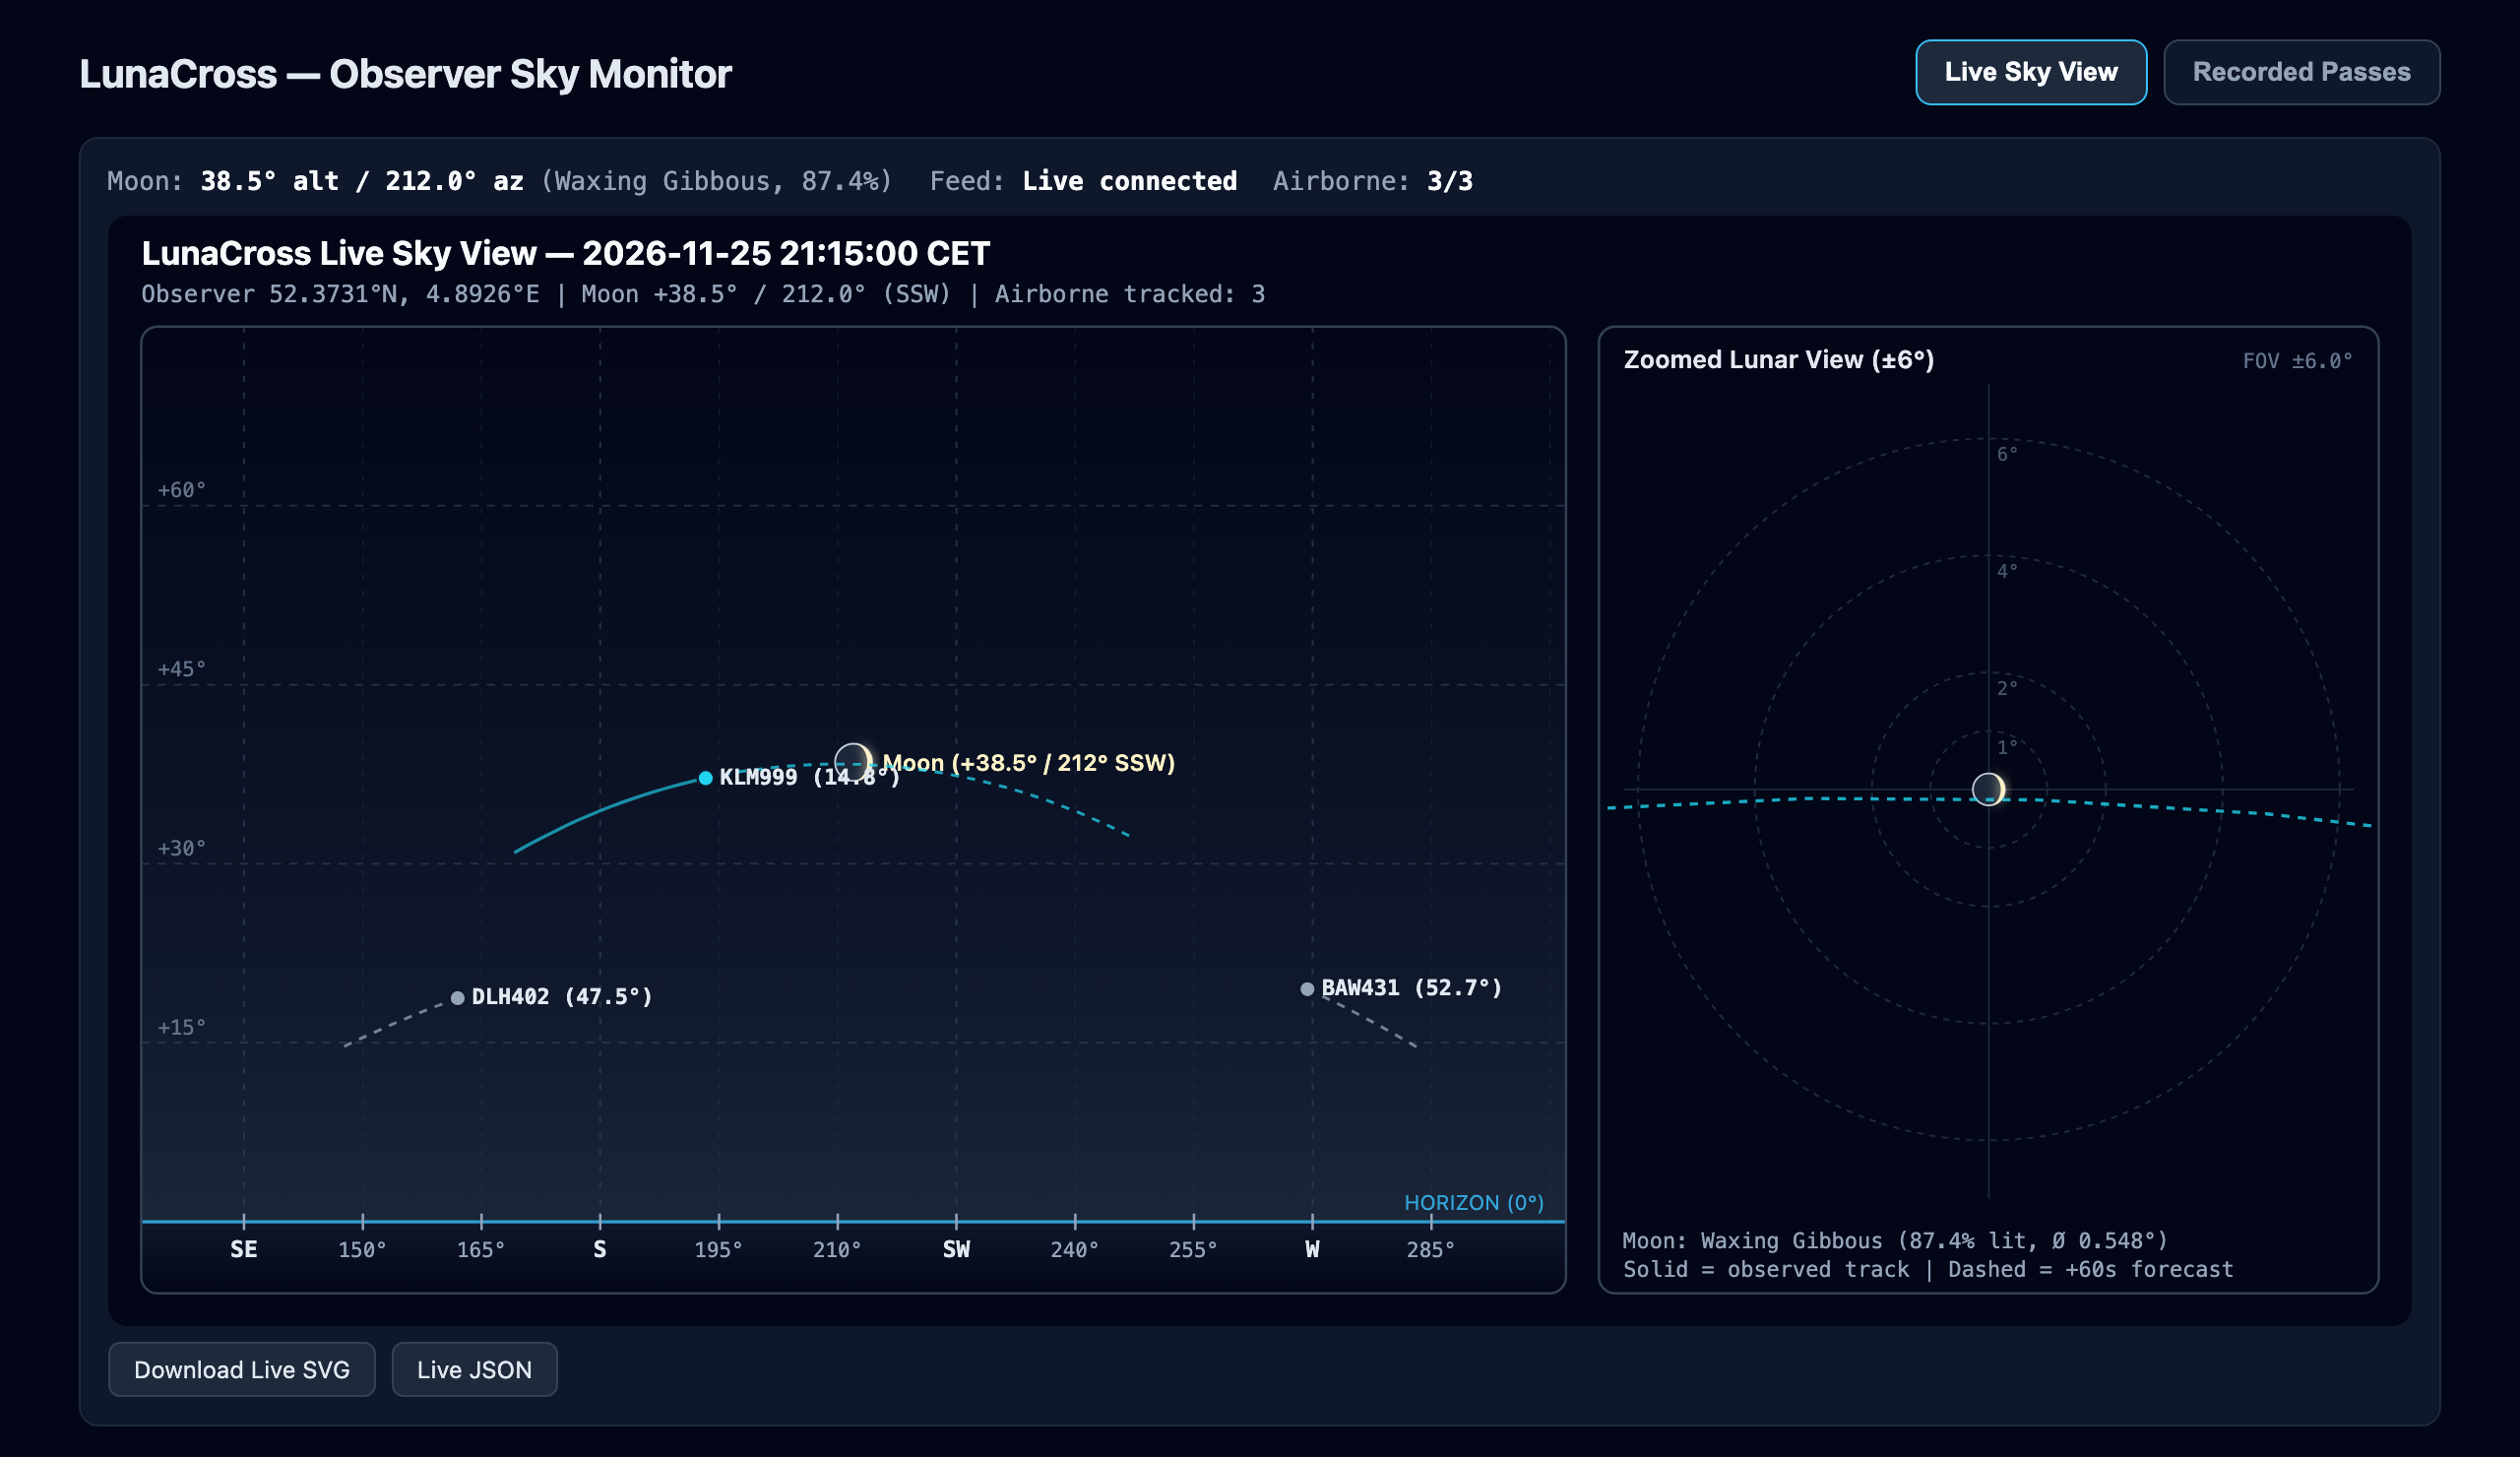 LunaCross — Observer Sky Monitor
Live Sky View
Recorded Passes
Moon: 38.5° alt / 212.0° az (Waxing Gibbous, 87.4%) Feed: Live connected Airborne: 3/3
LunaCross Live Sky View — 2026-11-25 21:15:00 CET
Observer 52.3731°N, 4.8926°E | Moon +38.5° / 212.0° (SSW) | Airborne tracked: 3
+60°
+45°
Moon (+38.5° / 212° SSW)
KLM999 (14.8°)
+30°
BAW431 (52.7°)
DLH402 (47.5°)
+15°
HORIZON (0°)
SE 150° 165° S 195° 210° SW 240° 255° W 285°
Zoomed Lunar View (±6°)
FOV ±6.0°
6°
4°
2°
1°
Moon: Waxing Gibbous (87.4% lit, Ø 0.548°)
Solid = observed track | Dashed = +60s forecast
Download Live SVG
Live JSON